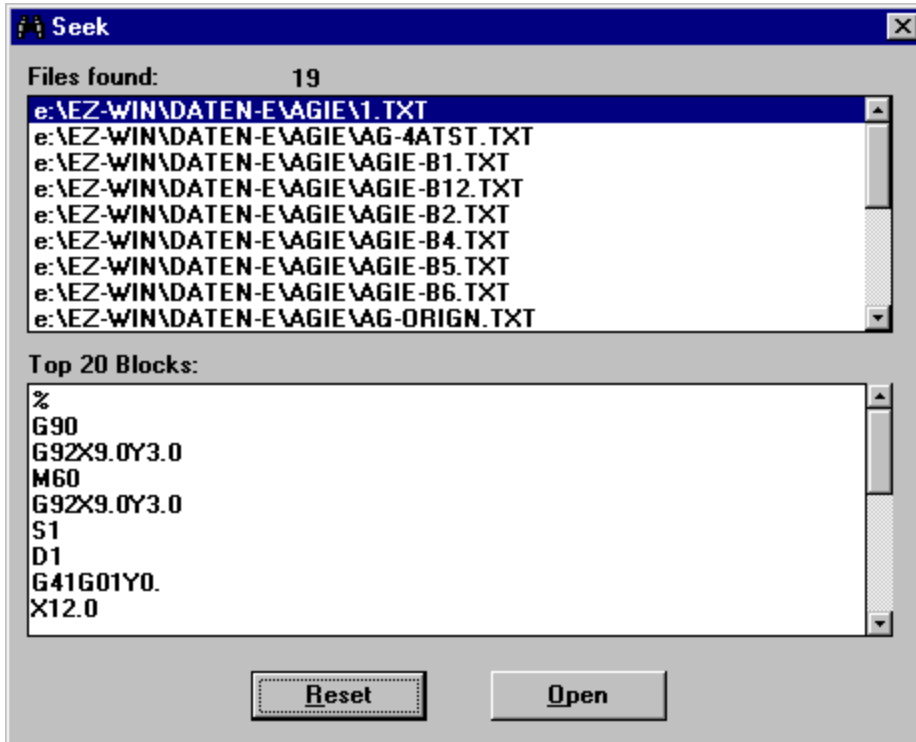 Seek
Files found: 19
e:\EZ-WIN\DATEN-E\AGIE\1.TXT
e:\EZ-WIN\DATEN-E\AGIE\AG-4ATST.TXT
e:\EZ-WIN\DATEN-E\AGIE\AGIE-B1.TXT
e:\EZ-WIN\DATEN-E\AGIE\AGIE-B12.TXT
e:\EZ-WIN\DATEN-E\AGIE\AGIE-B2.TXT
e:\EZ-WIN\DATEN-E\AGIE\AGIE-B4.TXT
e:\EZ-WIN\DATEN-E\AGIE\AGIE-B5.TXT
e:\EZ-WIN\DATEN-E\AGIE\AGIE-B6.TXT
e:\EZ-WIN\DATEN-E\AGIE\AG-ORIGN.TXT
Top 20 Blocks:
%
G90
G92X9.0Y3.0
M60
G92X9.0Y3.0
S1
D1
G41G01Y0.
X12.0
Reset Open